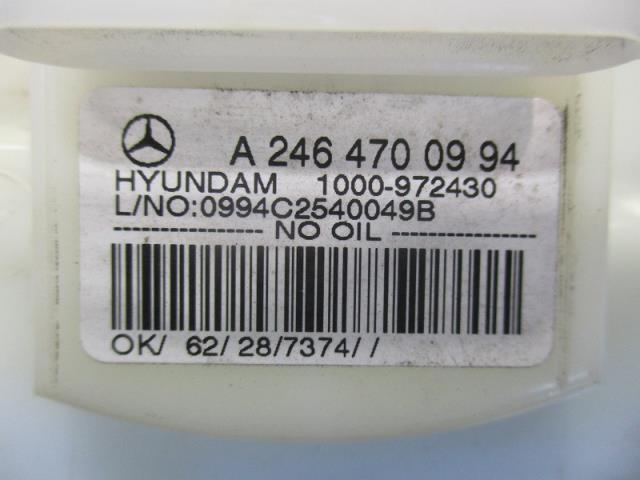 A 246 470 09 94
HYUNDAM 1000-972430
L/NO:0994C2540049B
---------- NO OIL ----------------
OK/ 62/ 28/7374/ /